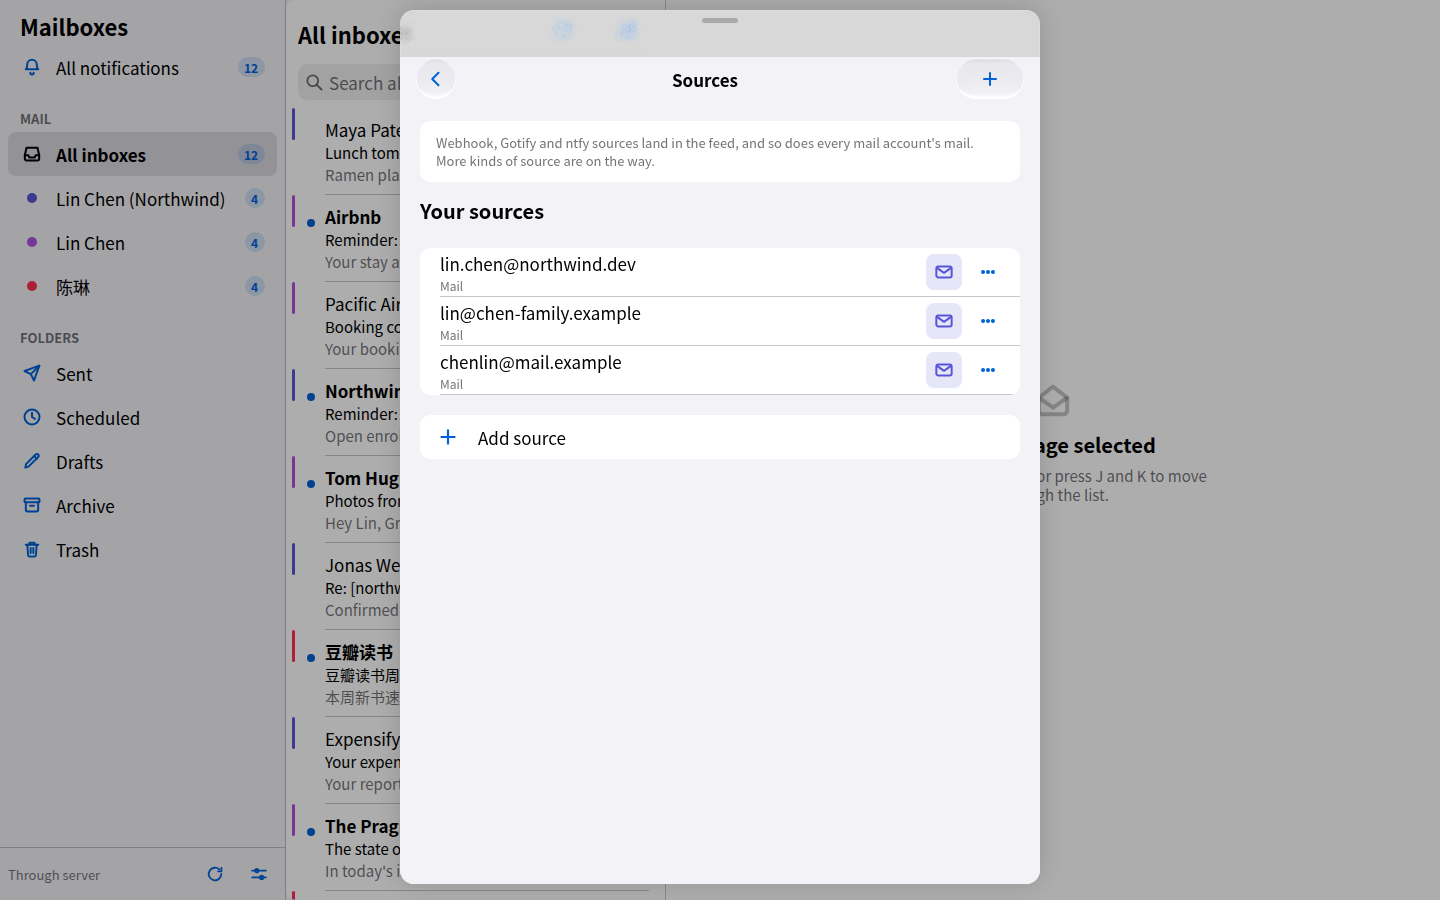 Mailboxes
All notifications
12
MAIL
All inboxes
12
Lin Chen (Northwind)
4
Lin Chen
4
陈琳
4
FOLDERS
Sent
Scheduled
Drafts
Archive
Trash
Through server
All inboxe
Search al
Maya Pate
Lunch tom
Ramen pla
Airbnb
Reminder:
Your stay a
Pacific Air
Booking co
Your booki
Northwin
Reminder:
Open enro
Tom Hug
Photos fron
Hey Lin, Gr
Jonas We
Re: [northw
Confirmed
豆瓣读书
豆瓣读书周
本周新书速
Expensify
Your expen
Your report
The Prag
The state o
In today's i
Sources
Webhook, Gotify and ntfy sources land in the feed, and so does every mail account's mail.
More kinds of source are on the way.
Your sources
lin.chen@northwind.dev
Mail
lin@chen-family.example
Mail
chenlin@mail.example
Mail
Add source
age selected
or press J and K to move
gh the list.